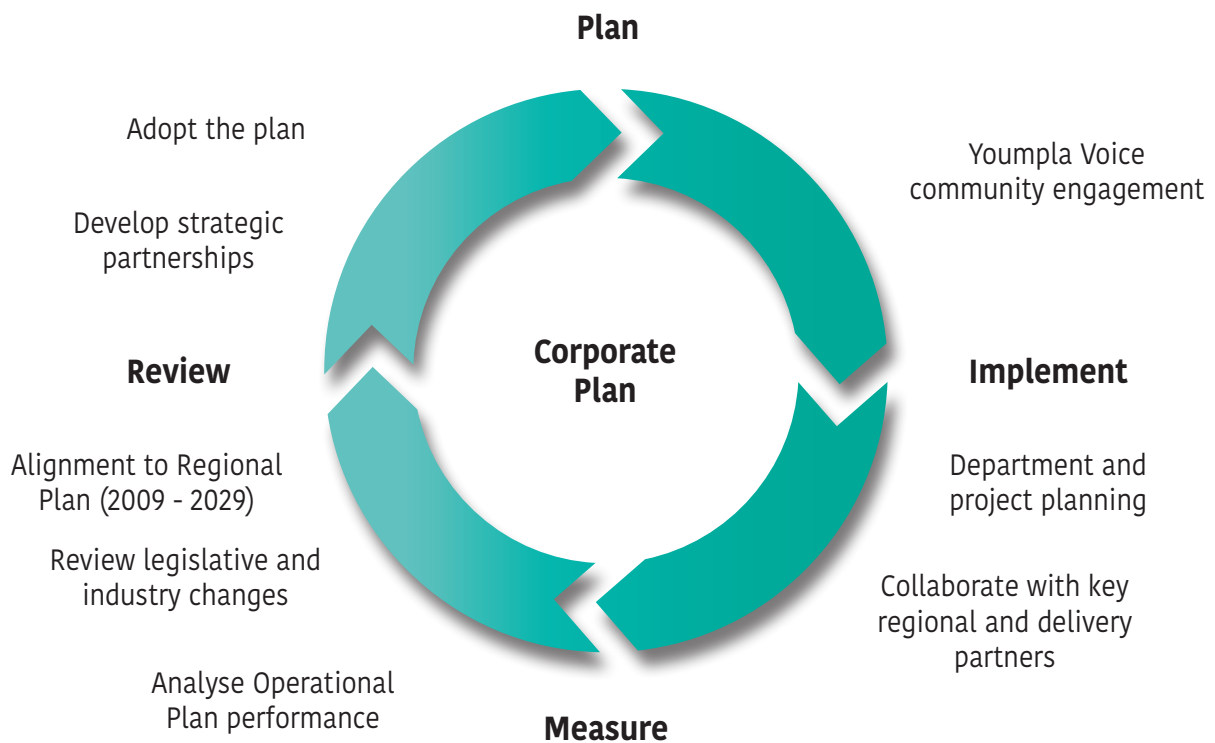 Plan
Adopt the plan
Youmpla Voice
community engagement
Develop strategic
partnerships
Corporate
Plan
Review
Implement
Alignment to Regional
Plan (2009 - 2029)
Department and
project planning
Review legislative and
industry changes
Collaborate with key
regional and delivery
partners
Analyse Operational
Plan performance
Measure